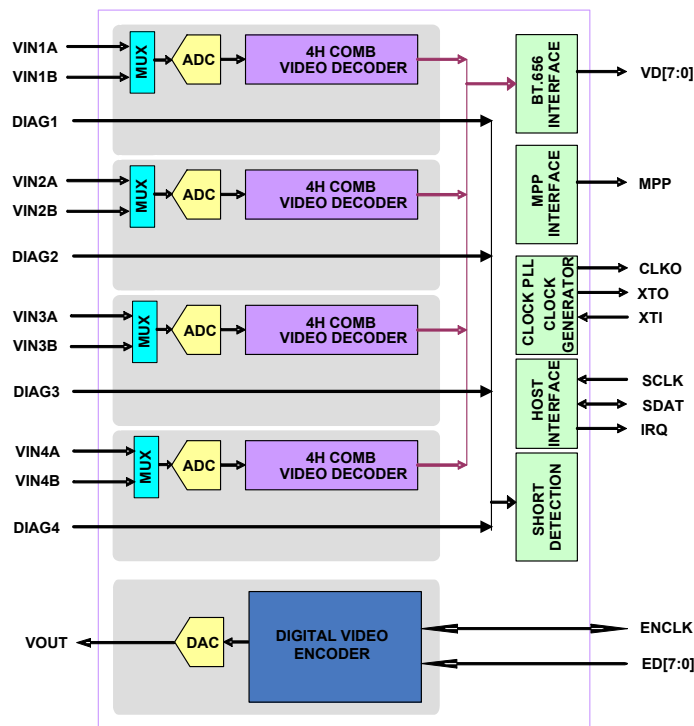 VIN1A
VIN1B
MUX
ADC
4H COMB
VIDEO DECODER
DIAG1
VIN2A
VIN2B
MUX
ADC
4H COMB
VIDEO DECODER
DIAG2
VIN3A
VIN3B
MUX
ADC
4H COMB
VIDEO DECODER
DIAG3
VIN4A
VIN4B
MUX
ADC
4H COMB
VIDEO DECODER
DIAG4
BT.656
INTERFACE
VD[7:0]
MPP
INTERFACE
MPP
CLOCK PLL
CLOCK
GENERATOR
CLKO
XTO
XTI
HOST
INTERFACE
SCLK
SDAT
IRQ
SHORT
DETECTION
VOUT
DAC
DIGITAL VIDEO
ENCODER
ENCLK
ED[7:0]